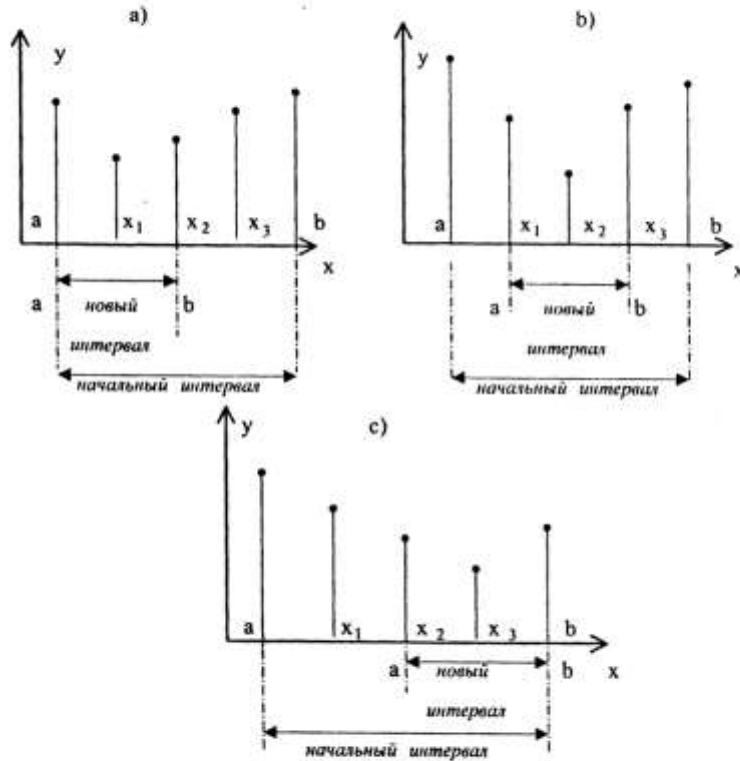 a)
y
a x₁ x₂ x₃ b
x
a новый b
интервал
начальный интервал
b)
y
a x₁ x₂ x₃ b
x
a новый b
интервал
начальный интервал
c)
y
a x₁ x₂ x₃ b
a новый b x
интервал
начальный интервал